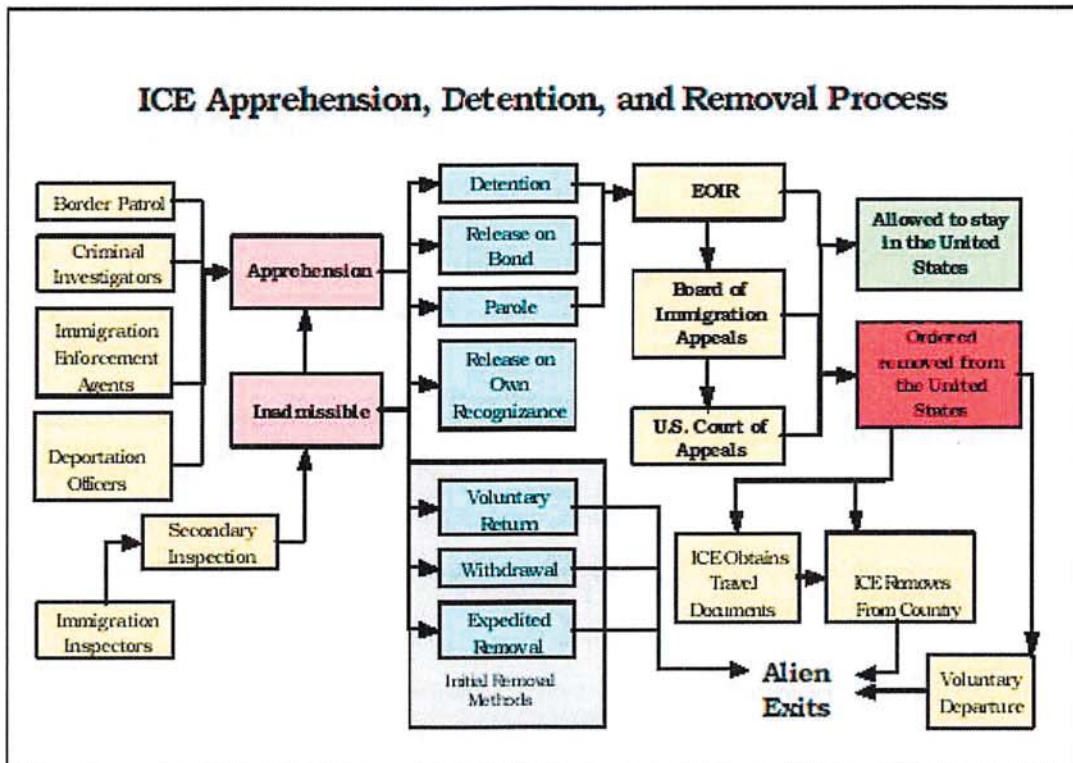 ICE Apprehension, Detention, and Removal Process
Border Patrol
Criminal
Investigators
Immigration
Enforcement
Agents
Deportation
Officers
Secondary
Inspection
Immigration
Inspectors
Apprehension
Inadmissible
Detention
Release on
Bond
Parole
Release on
Own
Recognizance
Voluntary
Return
Withdrawal
Expedited
Removal
Initial Removal
Methods
EOIR
Board of
Immigration
Appeals
U.S. Court of
Appeals
Allowed to stay
in the United
States
Ordered
removed from
the United
States
ICE Obtains
Travel
Documents
ICE Removes
From Country
Alien
Exits
Voluntary
Departure